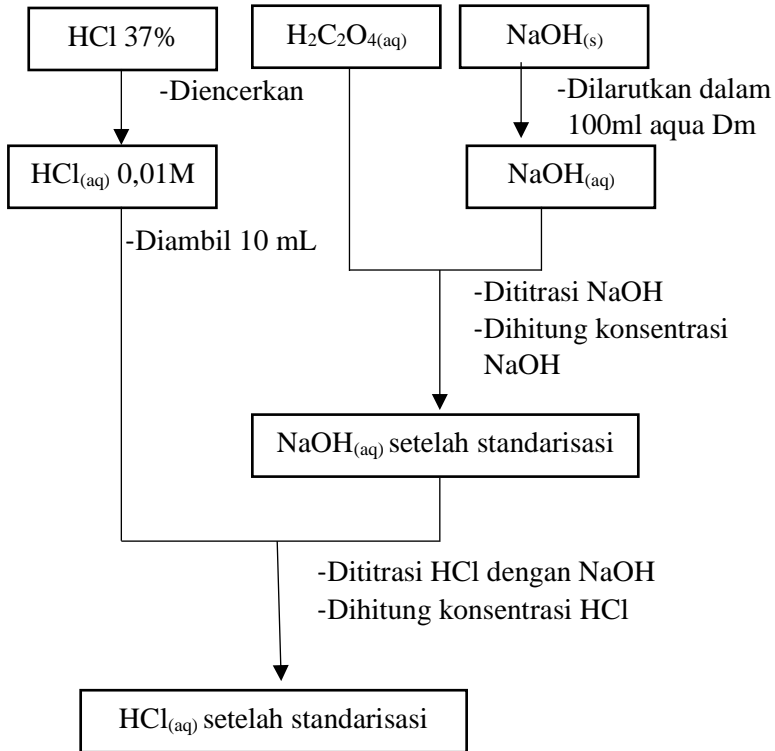 HCl 37%
H₂C₂O₄₍aq₎
NaOH₍s₎
-Diencerkan
-Dilarutkan dalam
100ml aqua Dm
HCl₍aq₎ 0,01M
NaOH₍aq₎
-Diambil 10 mL
-Dititrasi NaOH
-Dihitung konsentrasi
NaOH
NaOH₍aq₎ setelah standarisasi
-Dititrasi HCl dengan NaOH
-Dihitung konsentrasi HCl
HCl₍aq₎ setelah standarisasi